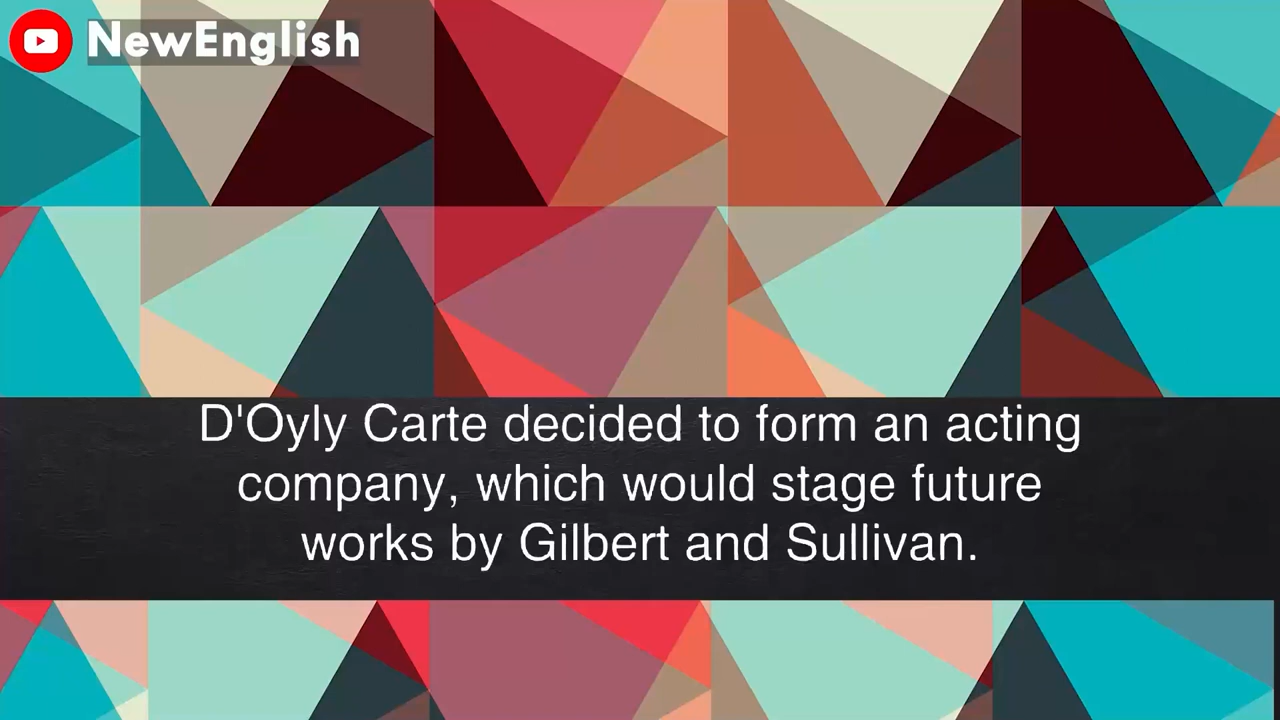 NewEnglish
D'Oyly Carte decided to form an acting
company, which would stage future
works by Gilbert and Sullivan.